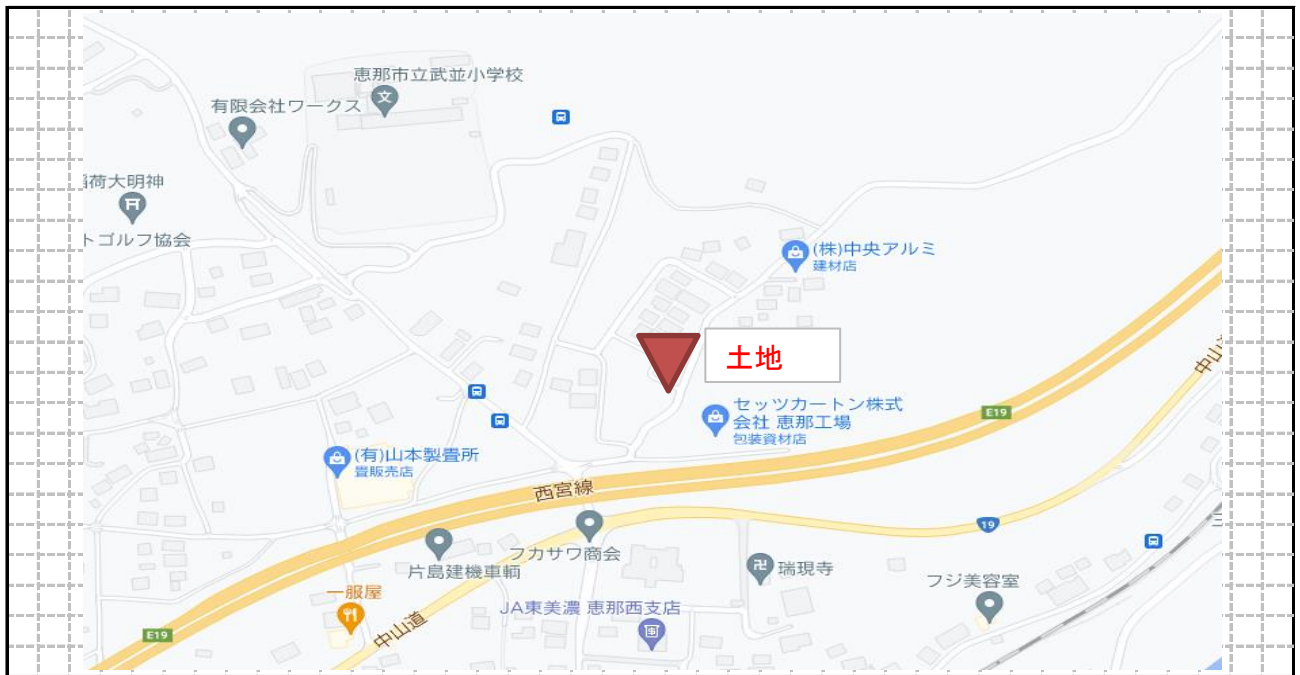 恵那市立武並小学校
有限会社ワークス
荷大明神
トゴルフ協会
(株)中央アルミ
建材店
土地
セッツカートン株式
会社 恵那工場
包装資材店
E19
中山
(有)山本製畳所
畳販売店
西宮線
19
フカサワ商会
片島建機車輌
瑞現寺
フジ美容室
一服屋
JA東美濃 恵那西支店
中山道
E19